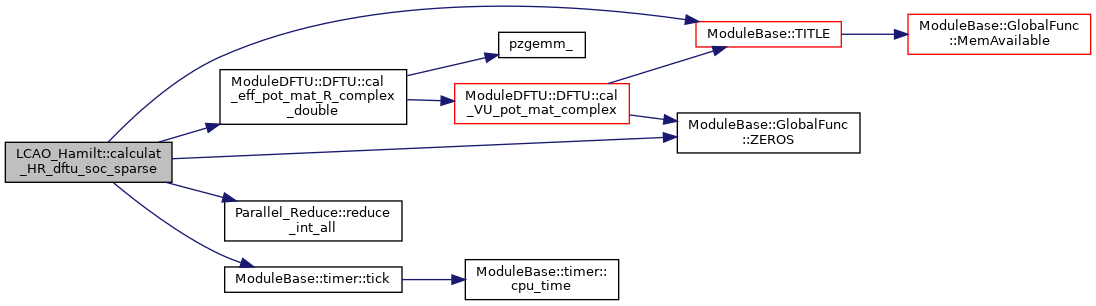 LCAO_Hamilt::calculat
_HR_dftu_soc_sparse
ModuleDFTU::DFTU::cal
_eff_pot_mat_R_complex
_double
pzgemm_
ModuleDFTU::DFTU::cal
_VU_pot_mat_complex
ModuleBase::TITLE
ModuleBase::GlobalFunc
::MemAvailable
ModuleBase::GlobalFunc
::ZEROS
Parallel_Reduce::reduce
_int_all
ModuleBase::timer::tick
ModuleBase::timer::
cpu_time